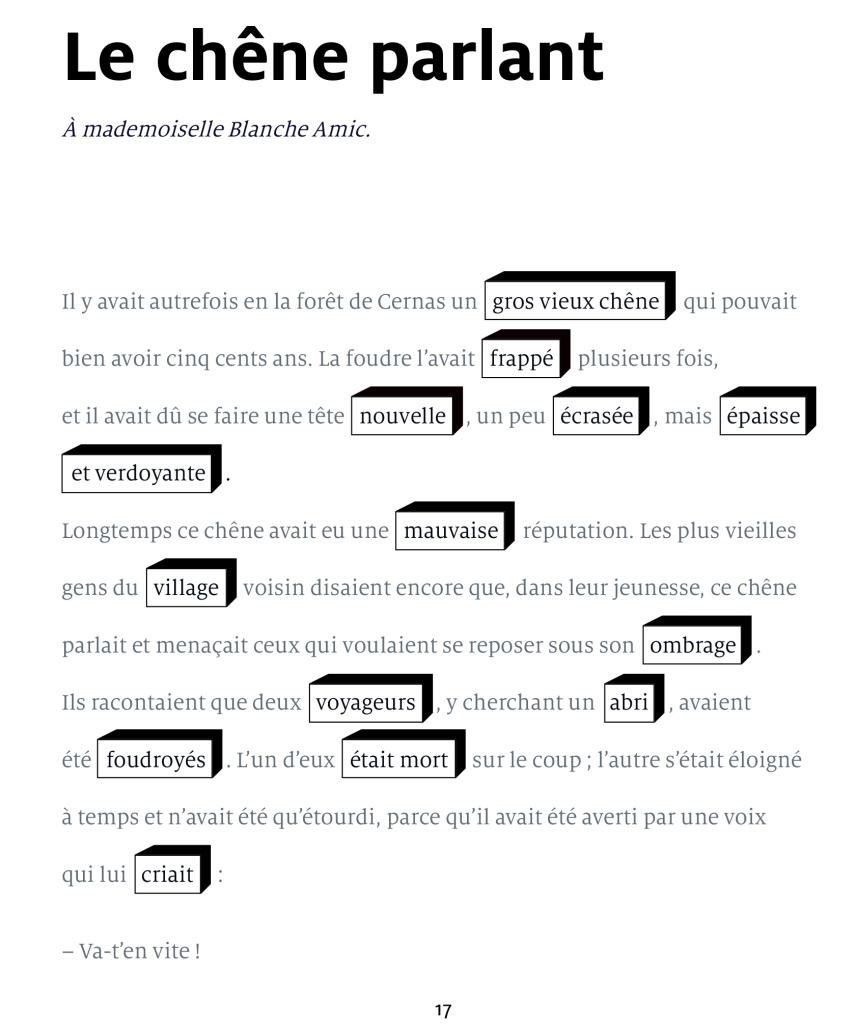 Le chêne parlant
À mademoiselle Blanche Amic.
Il y avait autrefois en la forêt de Cernas un gros vieux chêne qui pouvait
bien avoir cinq cents ans. La foudre l’avait frappé plusieurs fois,
et il avait dû se faire une tête nouvelle, un peu écrasée, mais épaisse
et verdoyante.
Longtemps ce chêne avait eu une mauvaise réputation. Les plus vieilles
gens du village voisin disaient encore que, dans leur jeunesse, ce chêne
parlait et menaçait ceux qui voulaient se reposer sous son ombrage.
Ils racontaient que deux voyageurs, y cherchant un abri, avaient
été foudroyés. L’un d’eux était mort sur le coup ; l’autre s’était éloigné
à temps et n’avait été qu’étourdi, parce qu’il avait été averti par une voix
qui lui criait :
– Va-t’en vite !
17